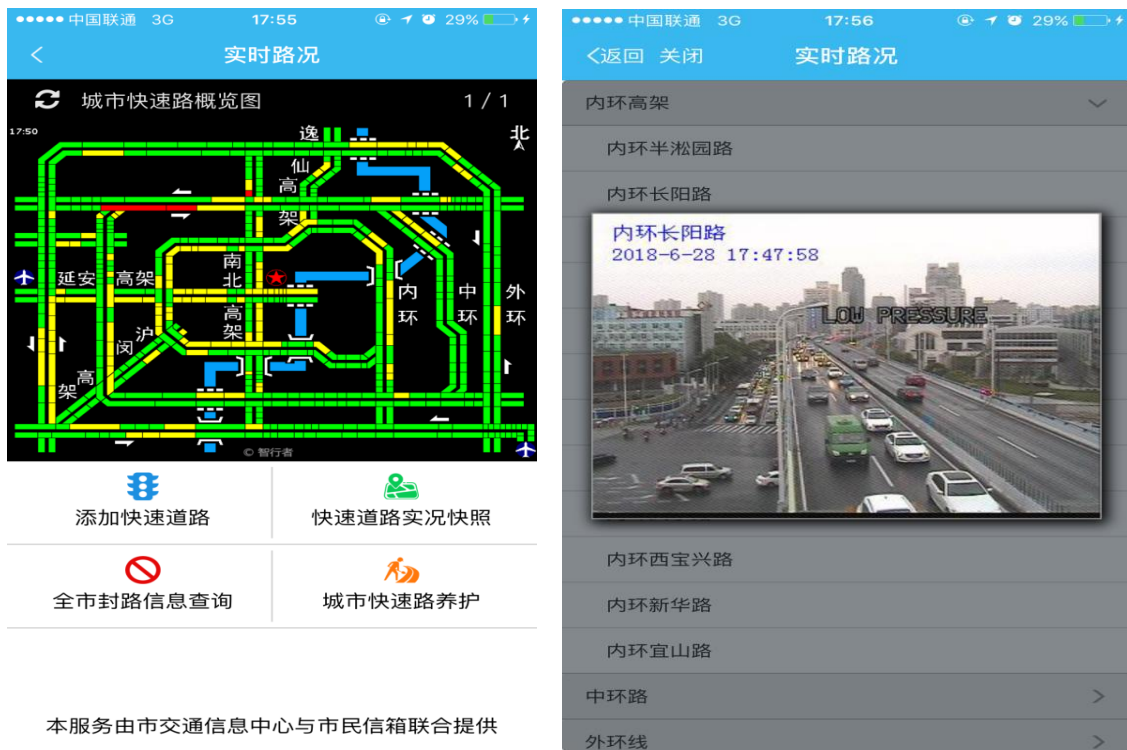 中国联通 3G 17:55 29%
实时路况
城市快速路概览图 1 / 1
17:50
逸仙高架
北
延安高架
南北高架
内环
中环
外环
沪闵高架
© 智行者
添加快速道路
快速道路实况快照
全市封路信息查询
城市快速路养护
本服务由市交通信息中心与市民信箱联合提供
中国联通 3G 17:56 29%
返回 关闭 实时路况
内环高架
内环半淞园路
内环长阳路
内环长阳路
2018-6-28 17:47:58
LOW PRESSURE
内环西宝兴路
内环新华路
内环宜山路
中环路
外环线